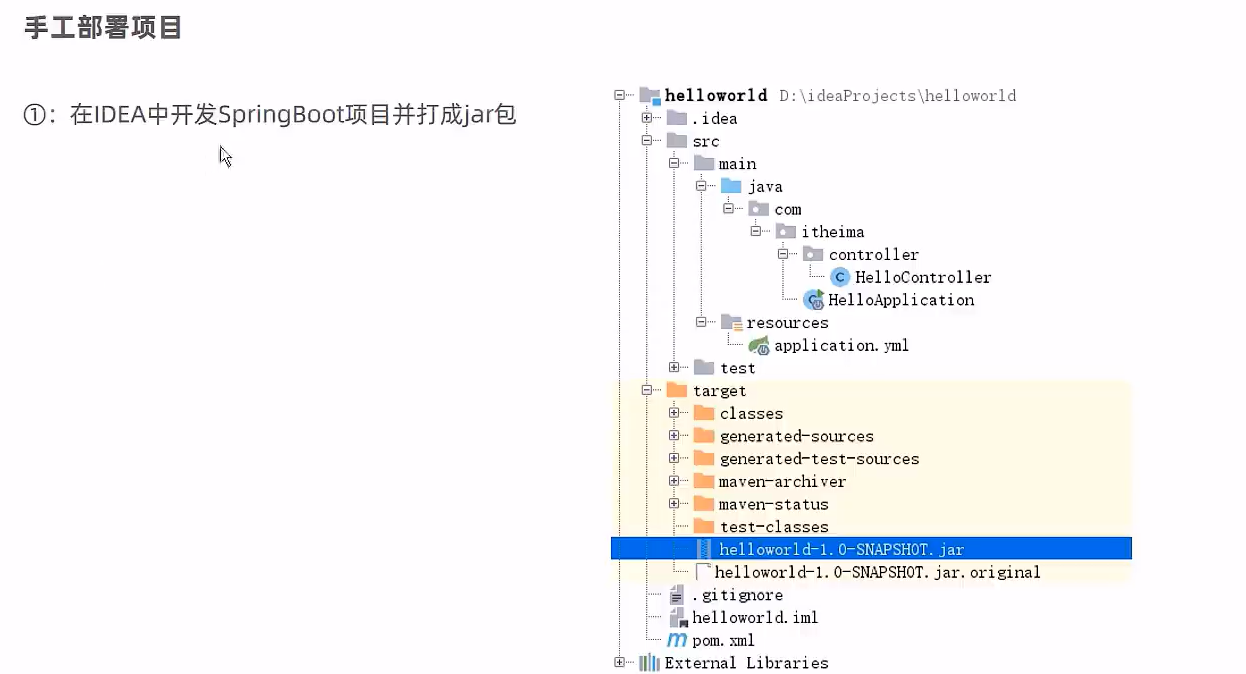 手工部署项目
①：在IDEA中开发SpringBoot项目并打成jar包
helloworld D:\ideaProjects\helloworld
.idea
src
main
java
com
itheima
controller
C HelloController
C HelloApplication
resources
application.yml
test
target
classes
generated-sources
generated-test-sources
maven-archiver
maven-status
test-classes
helloworld-1.0-SNAPSHOT.jar
helloworld-1.0-SNAPSHOT.jar.original
.gitignore
helloworld.iml
m pom.xml
External Libraries